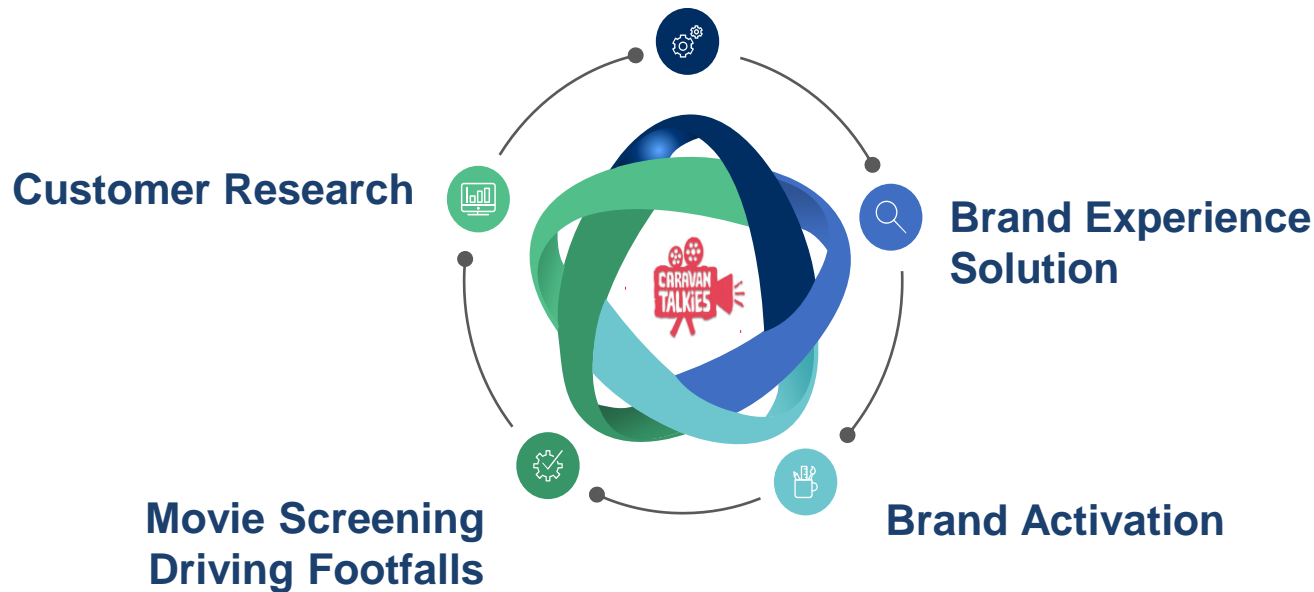 Customer Research
CARAVAN
TALKIES
Brand Experience
Solution
Movie Screening
Driving Footfalls
Brand Activation